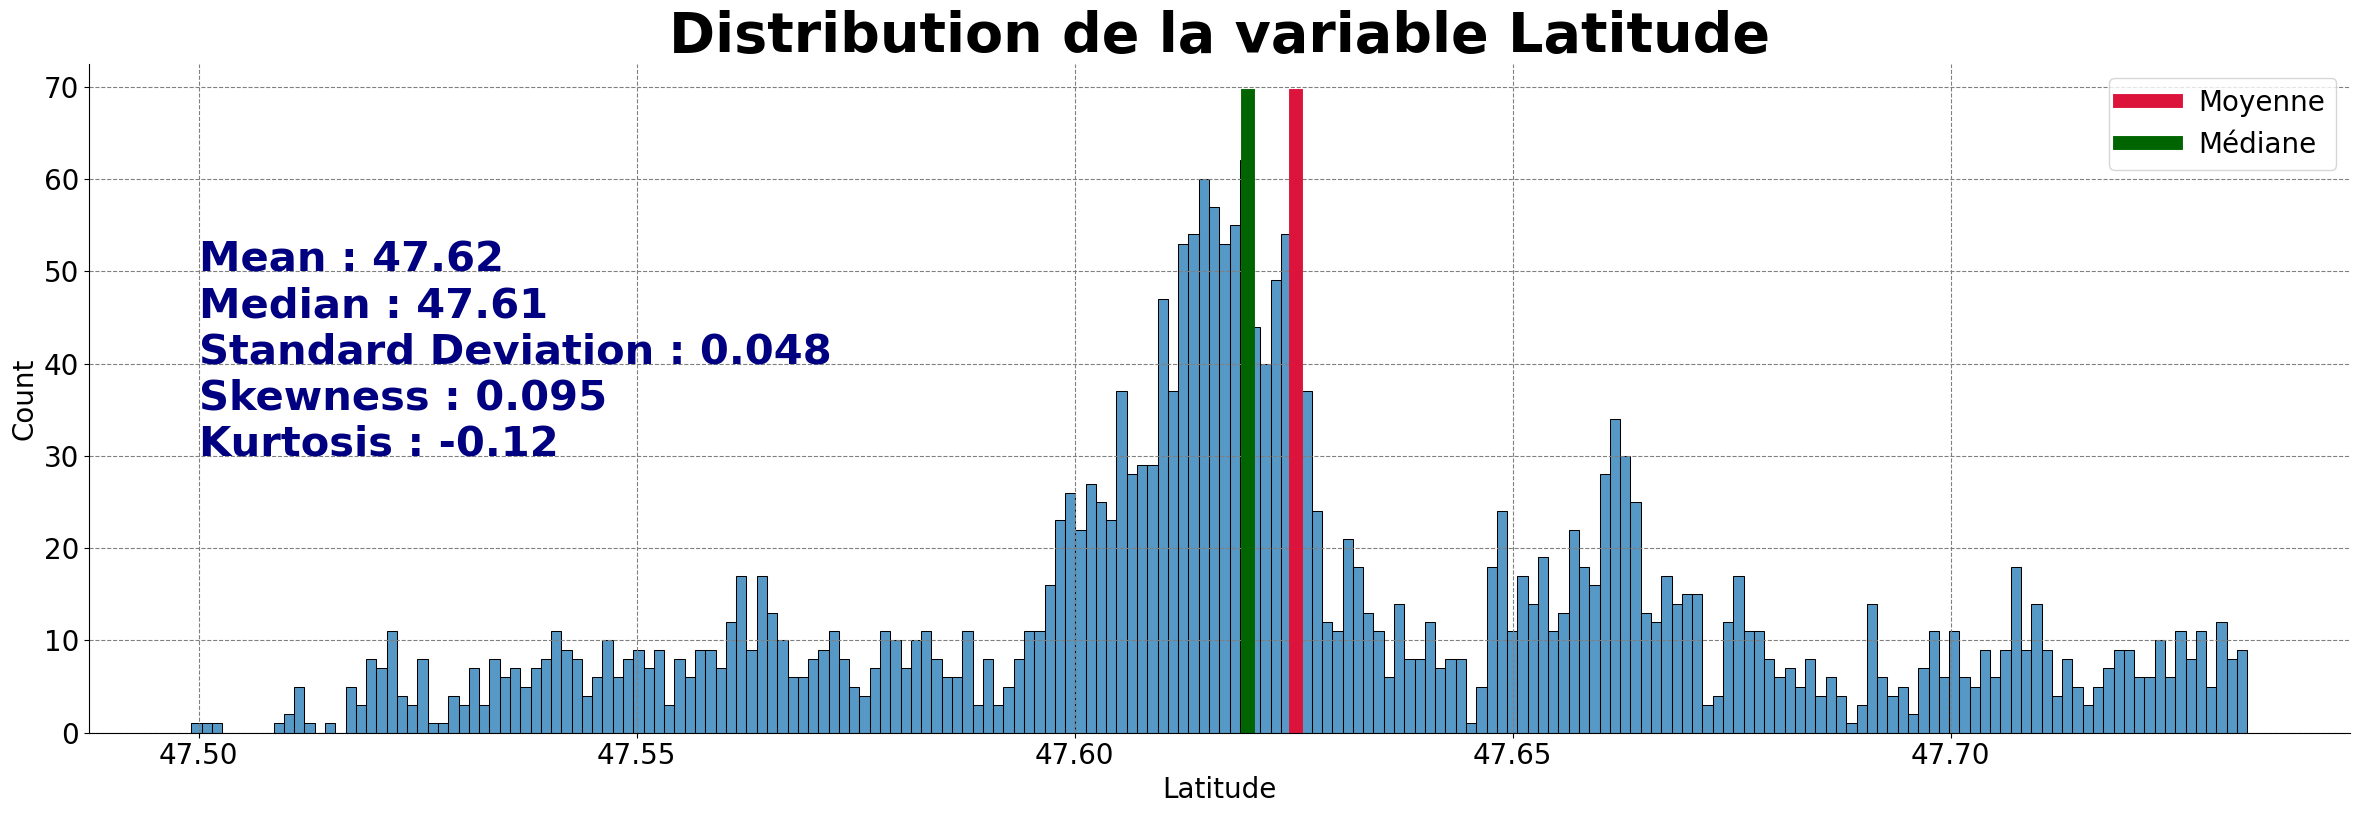 Distribution de la variable Latitude
70
60
50
40
30
20
10
0
Count
Moyenne
Médiane
Mean : 47.62
Median : 47.61
Standard Deviation : 0.048
Skewness : 0.095
Kurtosis : -0.12
47.50 47.55 47.60 47.65 47.70
Latitude